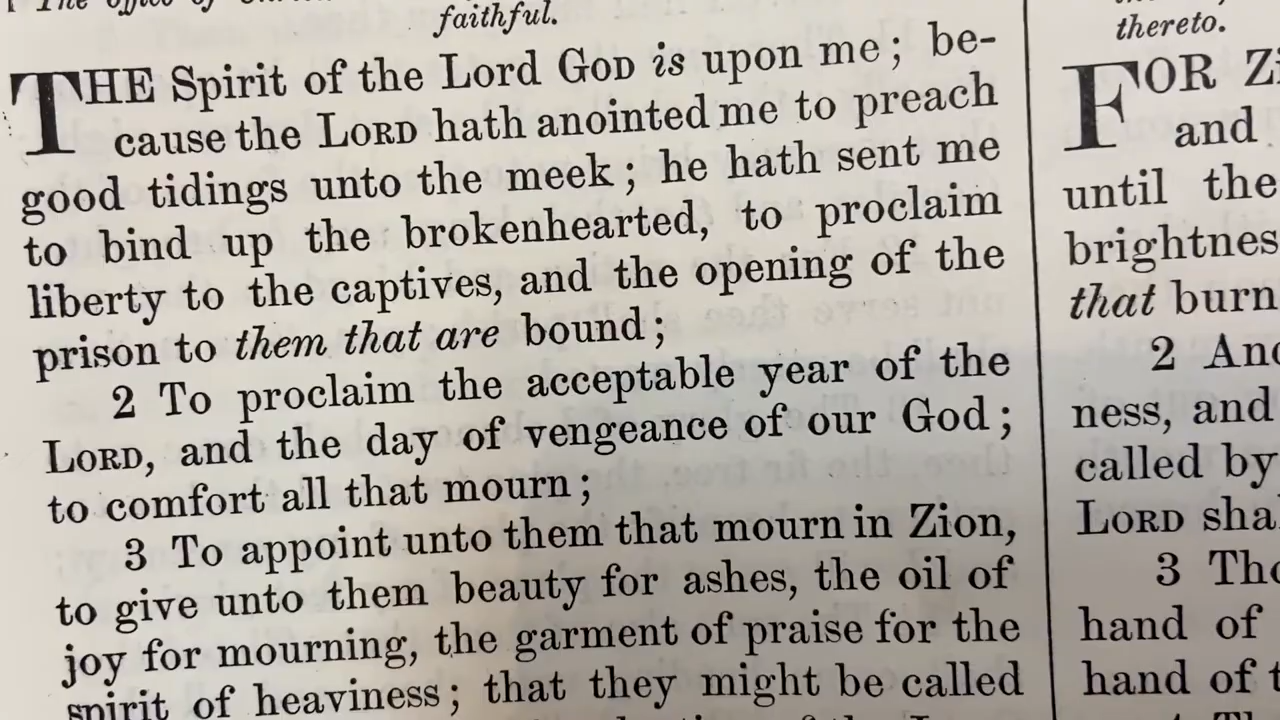 The office of
faithful.
THE Spirit of the Lord GOD is upon me; be-
cause the LORD hath anointed me to preach
good tidings unto the meek; he hath sent me
to bind up the brokenhearted, to proclaim
liberty to the captives, and the opening of the
prison to them that are bound;
2 To proclaim the acceptable year of the
LORD, and the day of vengeance of our God;
to comfort all that mourn;
3 To appoint unto them that mourn in Zion,
to give unto them beauty for ashes, the oil of
joy for mourning, the garment of praise for the
spirit of heaviness; that they might be called
thereto.
FOR Zi
and
until the
brightnes
that burn
2 And
ness, and
called by
LORD sha
3 Tho
hand of
hand of t